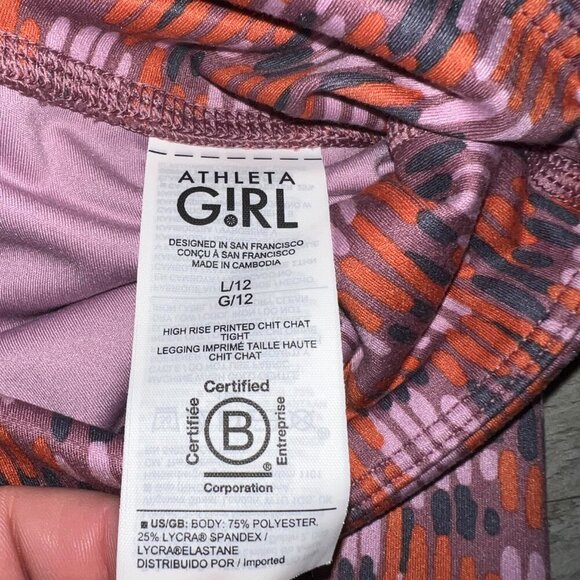 ATHLETA
G!RL
DESIGNED IN SAN FRANCISCO
CONÇU À SAN FRANCISCO
MADE IN CAMBODIA
L/12
G/12
HIGH RISE PRINTED CHIT CHAT
TIGHT
LEGGING IMPRIMÉ TAILLE HAUTE
CHIT CHAT
Certified
Certifiée
B
Entreprise
®
Corporation
■ US/GB: BODY: 75% POLYESTER.
25% LYCRA® SPANDEX /
LYCRA®ELASTANE
DISTRIBUIDO POR / Imported